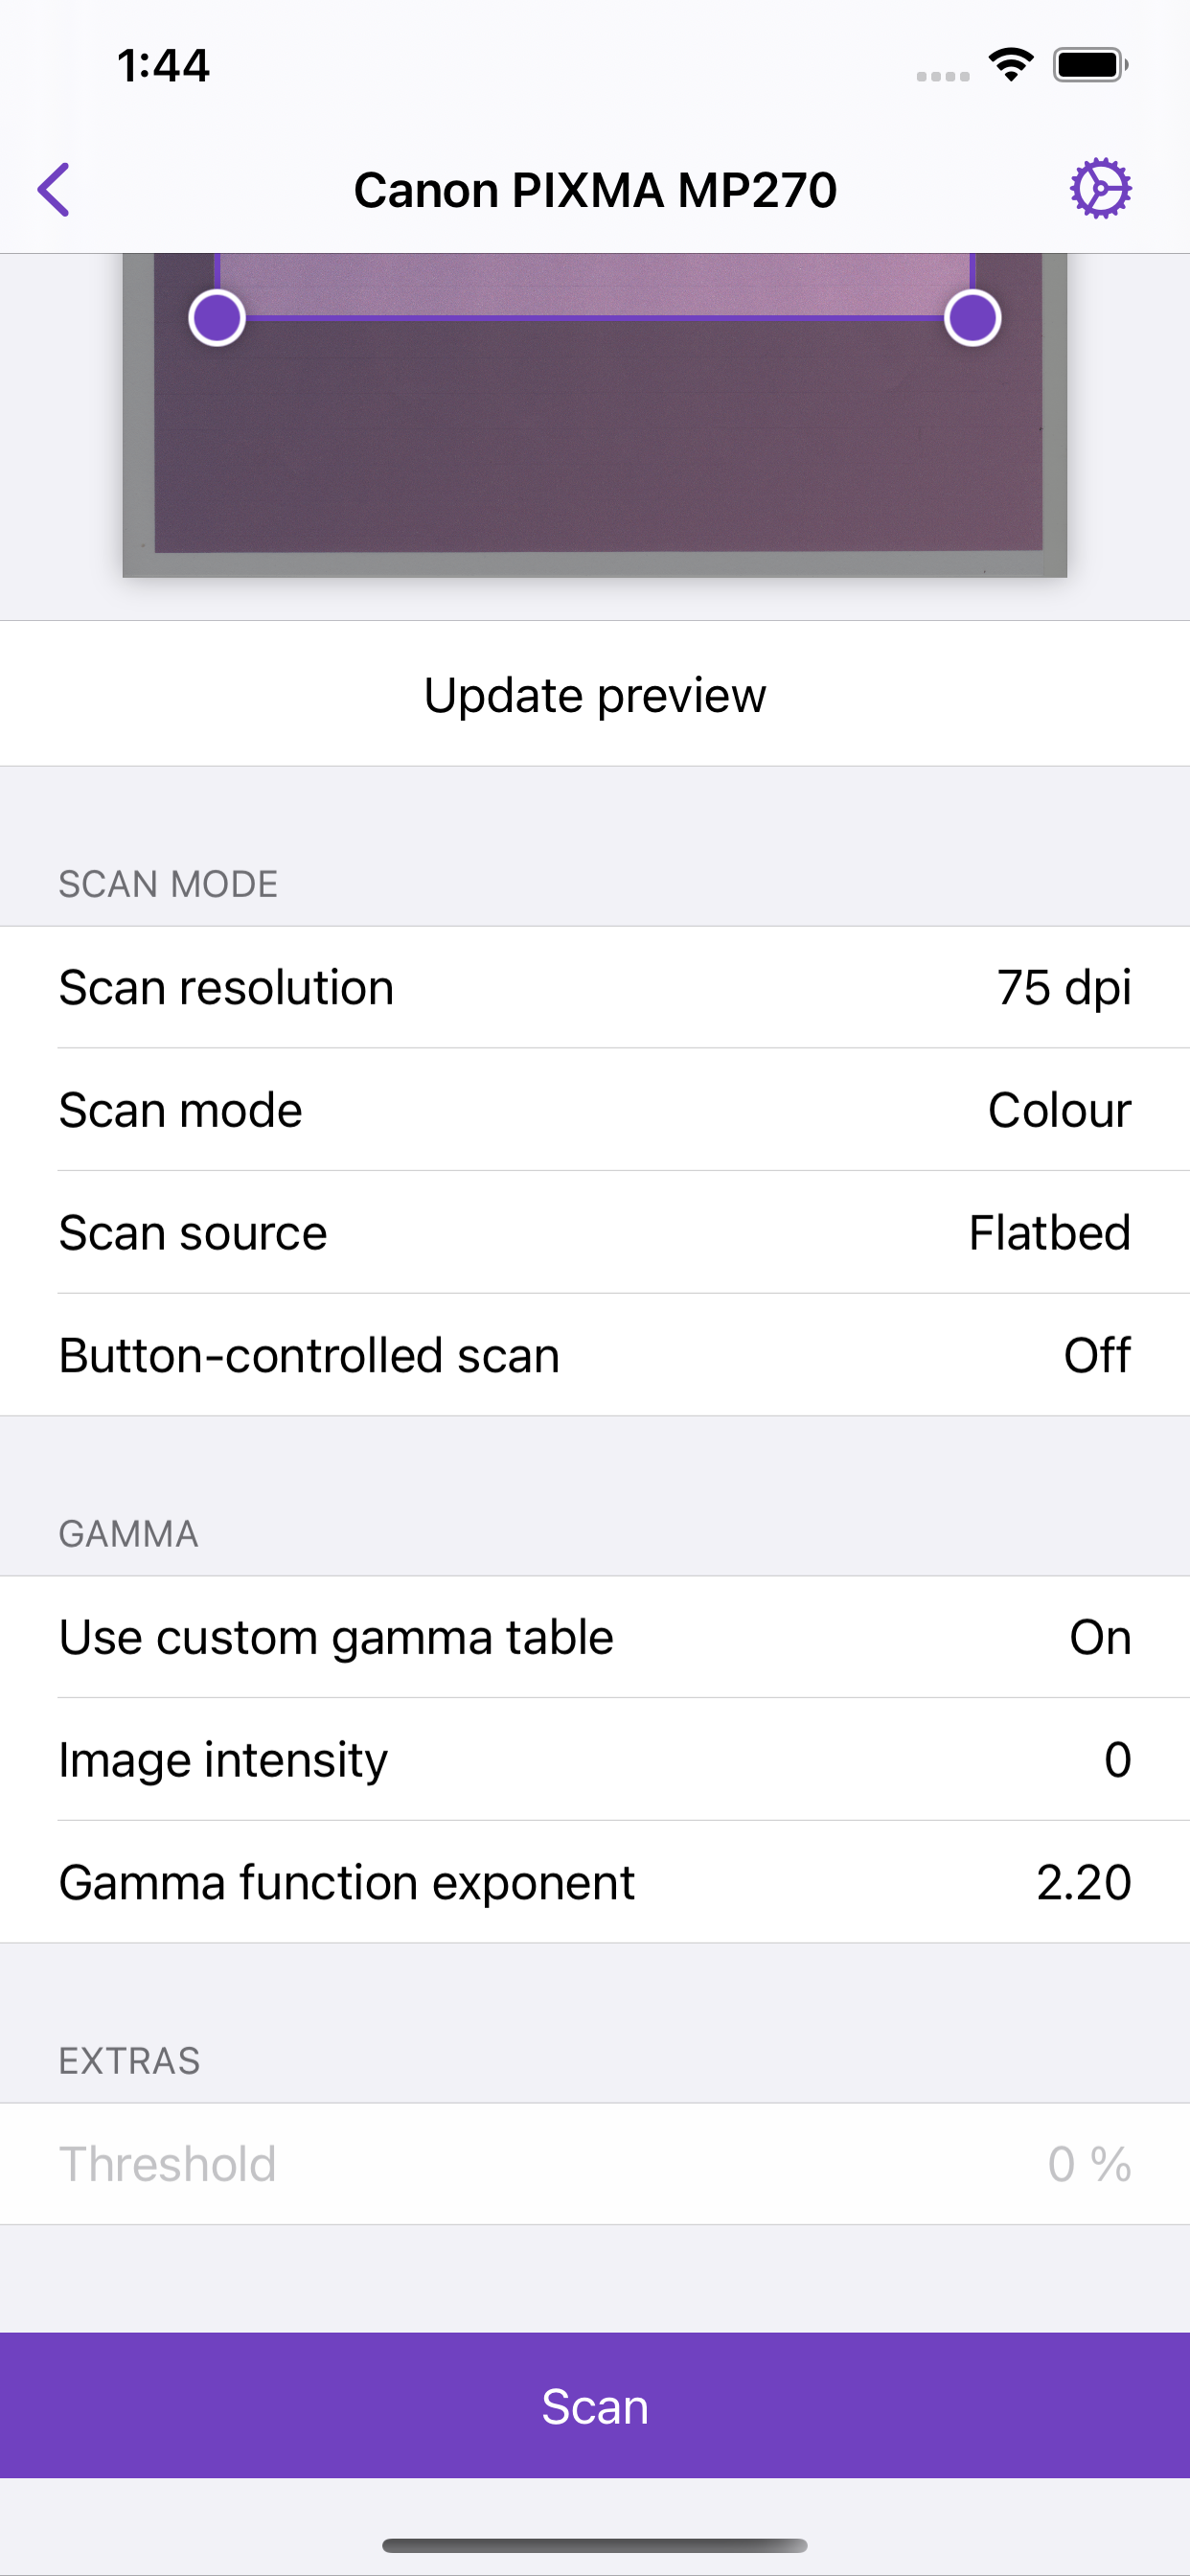 1:44
Canon PIXMA MP270
Update preview
SCAN MODE
Scan resolution 75 dpi
Scan mode Colour
Scan source Flatbed
Button-controlled scan Off
GAMMA
Use custom gamma table On
Image intensity 0
Gamma function exponent 2.20
EXTRAS
Threshold 0 %
Scan